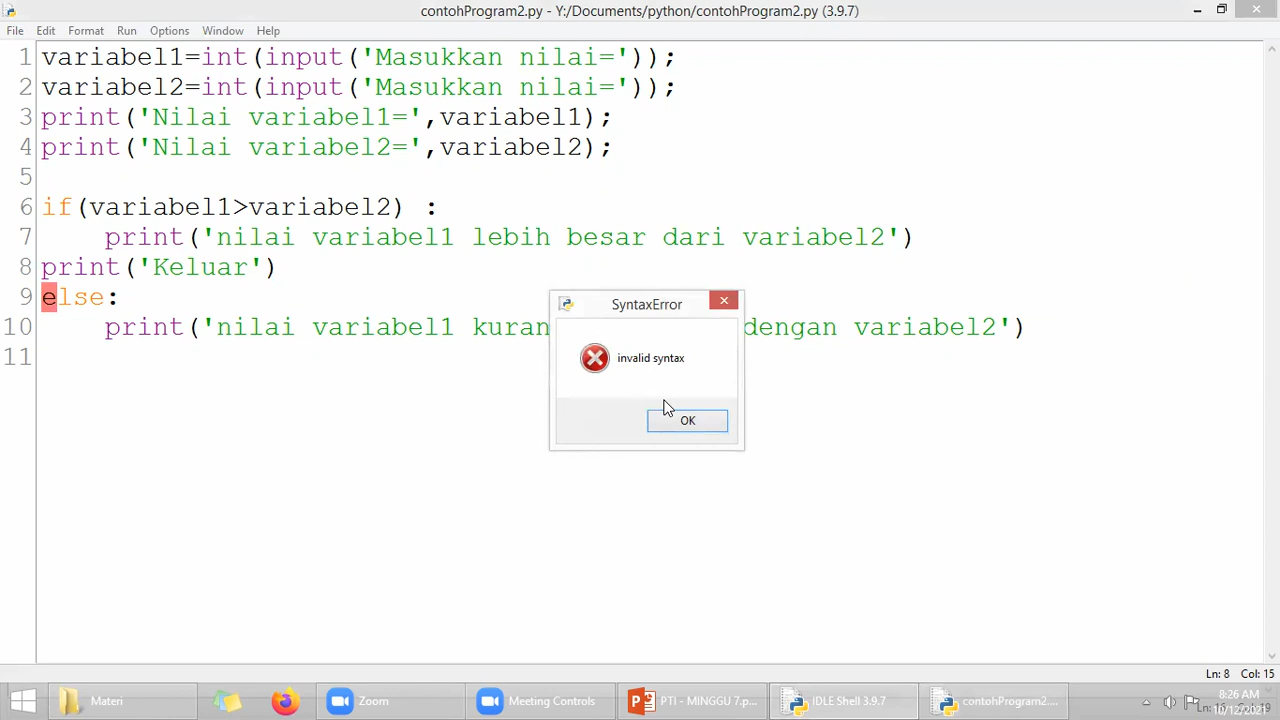 contohProgram2.py - Y:/Documents/python/contohProgram2.py (3.9.7)
File Edit Format Run Options Window Help
1 variabel1=int(input('Masukkan nilai='));
2 variabel2=int(input('Masukkan nilai='));
3 print('Nilai variabel1=',variabel1);
4 print('Nilai variabel2=',variabel2);
5
6 if(variabel1>variabel2) :
7 print('nilai variabel1 lebih besar dari variabel2')
8 print('Keluar')
9 else:
10 print('nilai variabel1 kuran dengan variabel2')
11
SyntaxError
invalid syntax
OK
Ln: 8 Col: 15
Materi Zoom Meeting Controls PTI - MINGGU 7.p... IDLE Shell 3.9.7 contohProgram2....
8:26 AM